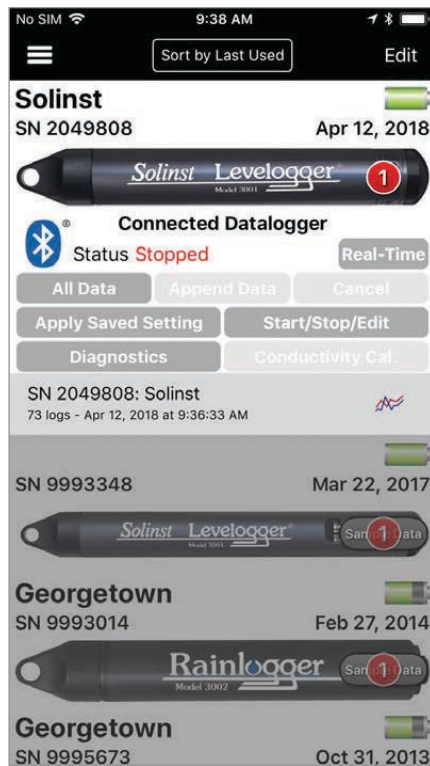 No SIM 9:38 AM
Sort by Last Used Edit
Solinst
SN 2049808 Apr 12, 2018
Solinst Levelogger®
Model 3001
1
®
Connected Datalogger
Status Stopped
Real-Time
All Data Append Data Cancel
Apply Saved Setting Start/Stop/Edit
Diagnostics Conductivity Cal.
SN 2049808: Solinst
73 logs - Apr 12, 2018 at 9:36:33 AM
SN 9993348 Mar 22, 2017
Solinst Levelogger®
Model 3001
Sample Data
1
Georgetown
SN 9993014 Feb 27, 2014
Rainlogger
Model 3002
Sample Data
1
Georgetown
SN 9995673 Oct 31, 2013